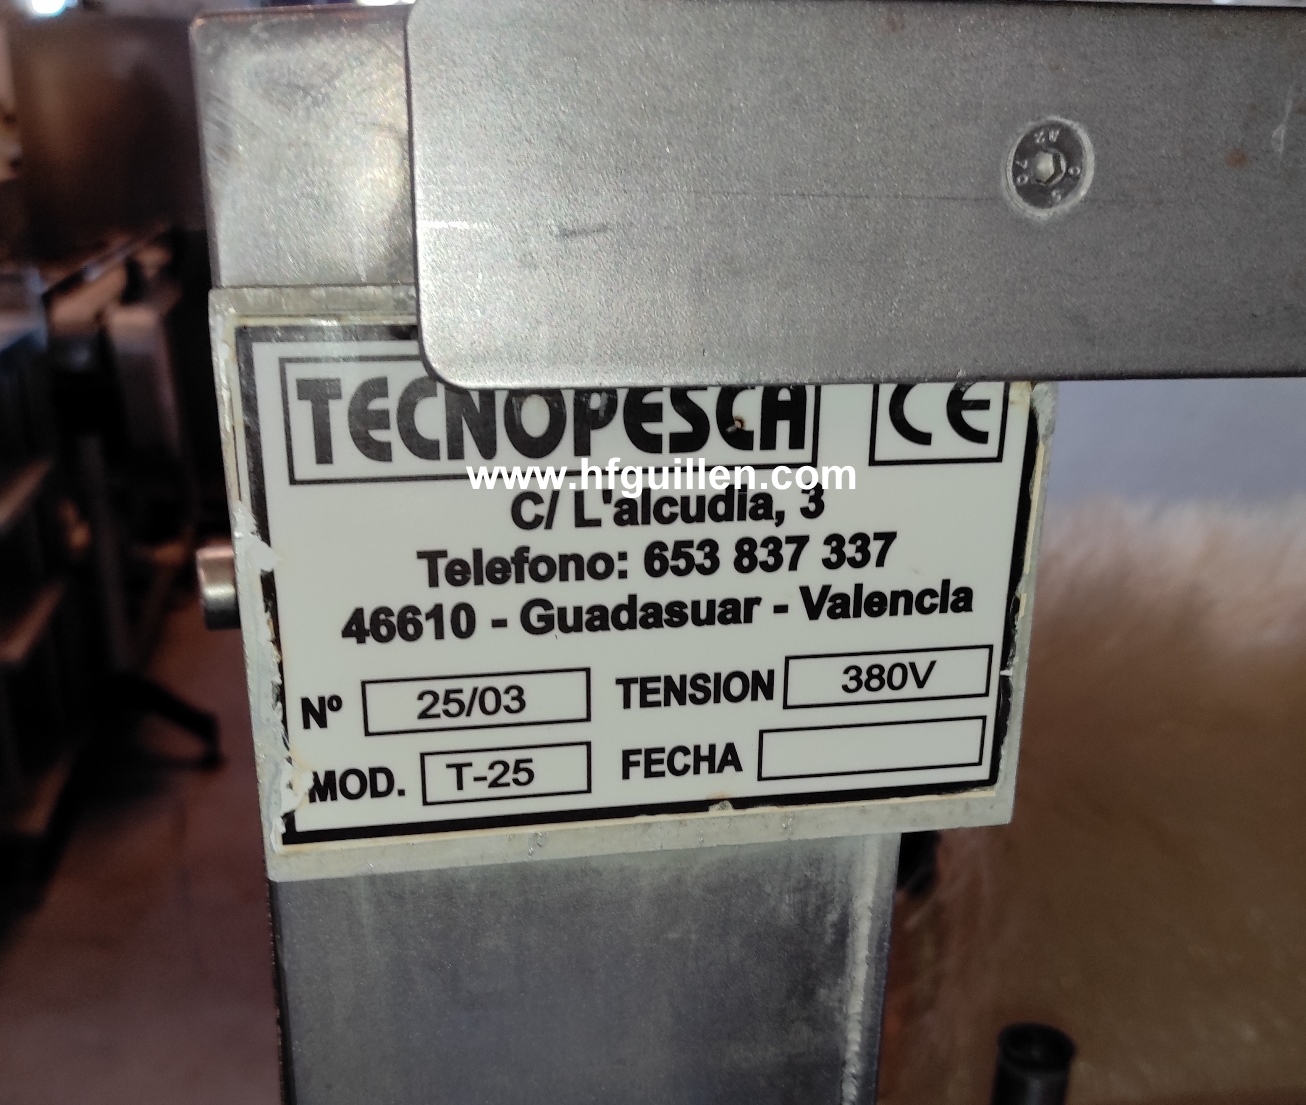 TECNOPESCA CE
www.hfguillen.com
C/ L'alcudia, 3
Telefono: 653 837 337
46610 - Guadasuar - Valencia
Nº 25/03 TENSION 380V
MOD. T-25 FECHA